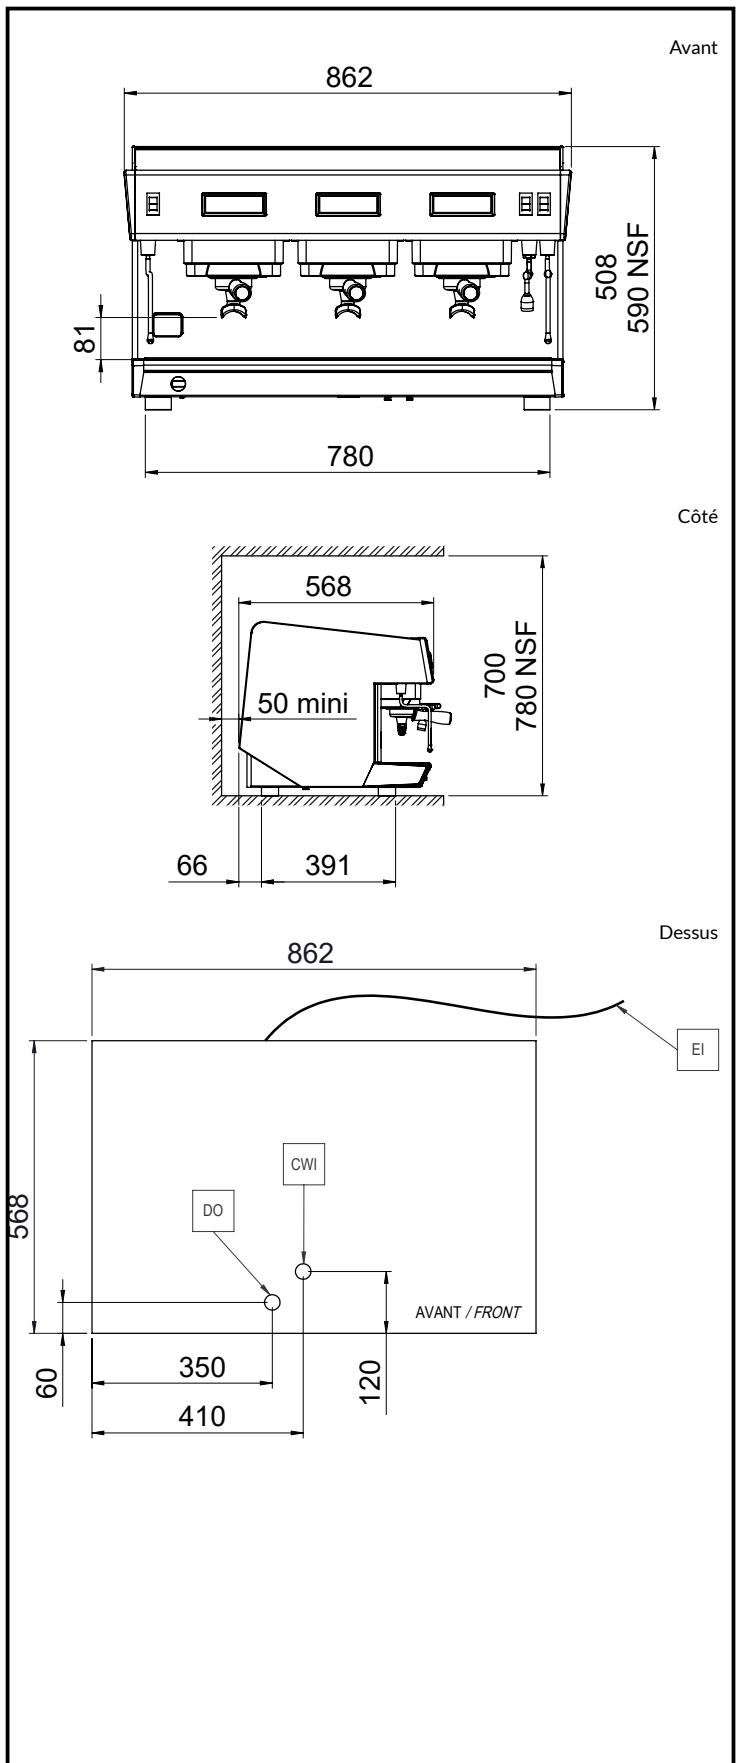 Avant
862
508
590 NSF
81
780
Côté
568
700
780 NSF
50 mini
66
391
Dessus
862
EI
CWI
DO
568
AVANT / FRONT
60
350
120
410